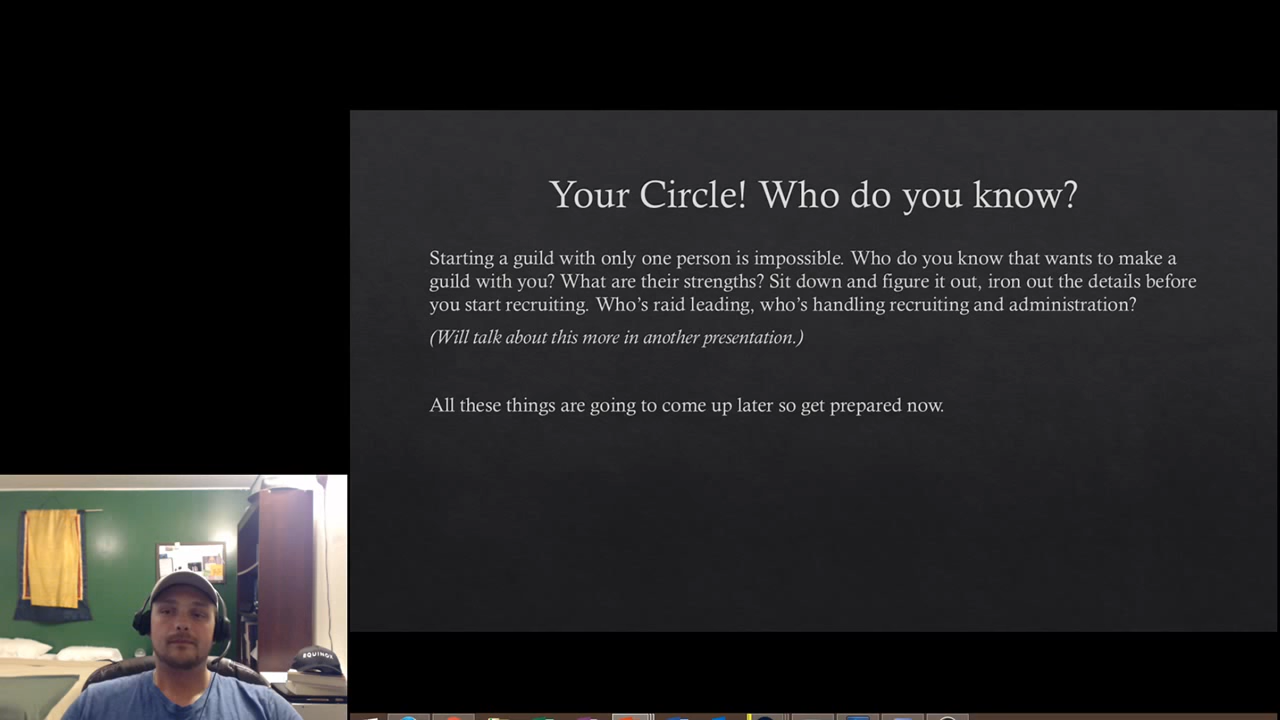 Your Circle! Who do you know?
Starting a guild with only one person is impossible. Who do you know that wants to make a
guild with you? What are their strengths? Sit down and figure it out, iron out the details before
you start recruiting. Who’s raid leading, who’s handling recruiting and administration?
(Will talk about this more in another presentation.)
All these things are going to come up later so get prepared now.
EQUINOX